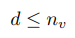 d ≤ n_v